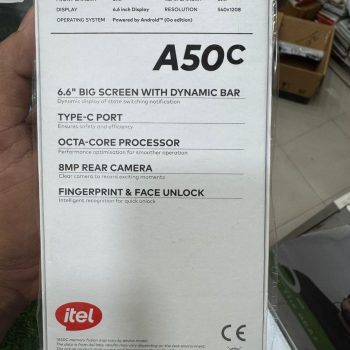 DISPLAY 6.6 inch Display RESOLUTION 540x1208
OPERATING SYSTEM Powered by Android™ (Go edition)
A50C
6.6" BIG SCREEN WITH DYNAMIC BAR
Dynamic display of state switching notification
TYPE-C PORT
Ensures safety and efficiency
OCTA-CORE PROCESSOR
Performance optimisation for smoother operation
8MP REAR CAMERA
Clear camera to record exciting moments
FINGERPRINT & FACE UNLOCK
Intelligent recognition for quick unlock
itel
CE